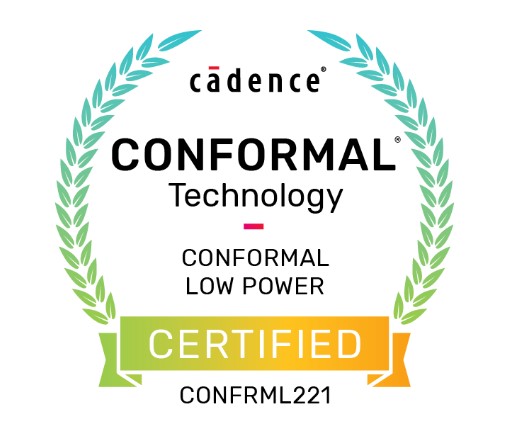 cādence®
CONFORMAL®
Technology
CONFORMAL
LOW POWER
CERTIFIED
CONFRML221